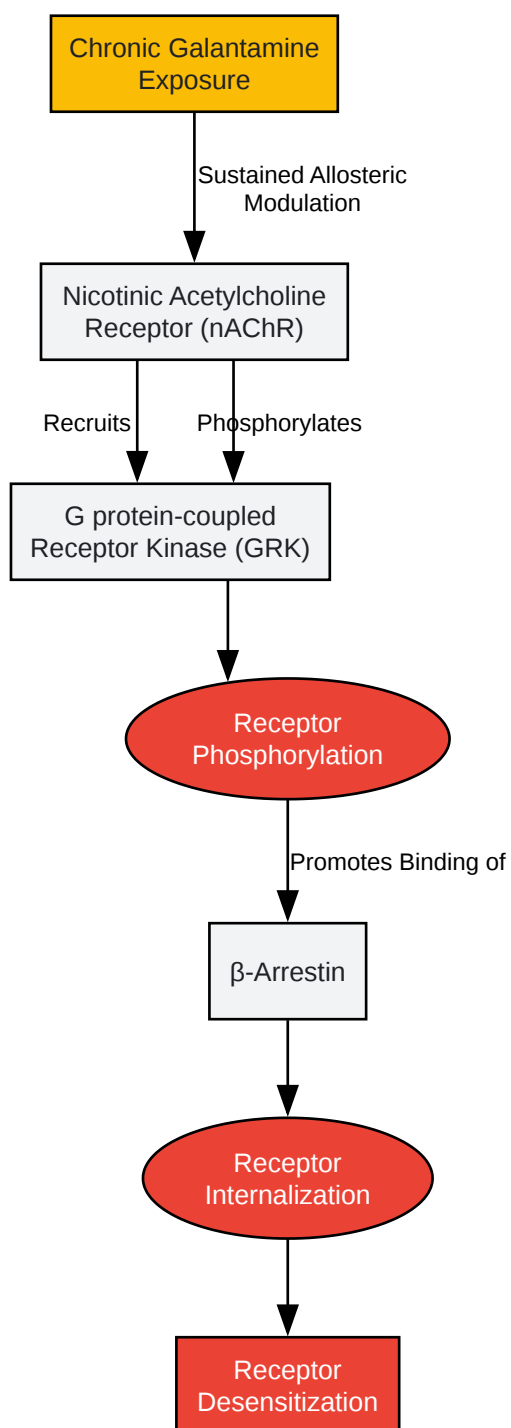 Chronic Galantamine
Exposure
Sustained Allosteric
Modulation
Nicotinic Acetylcholine
Receptor (nAChR)
Recruits
Phosphorylates
G protein-coupled
Receptor Kinase (GRK)
Receptor
Phosphorylation
Promotes Binding of
β-Arrestin
Receptor
Internalization
Receptor
Desensitization